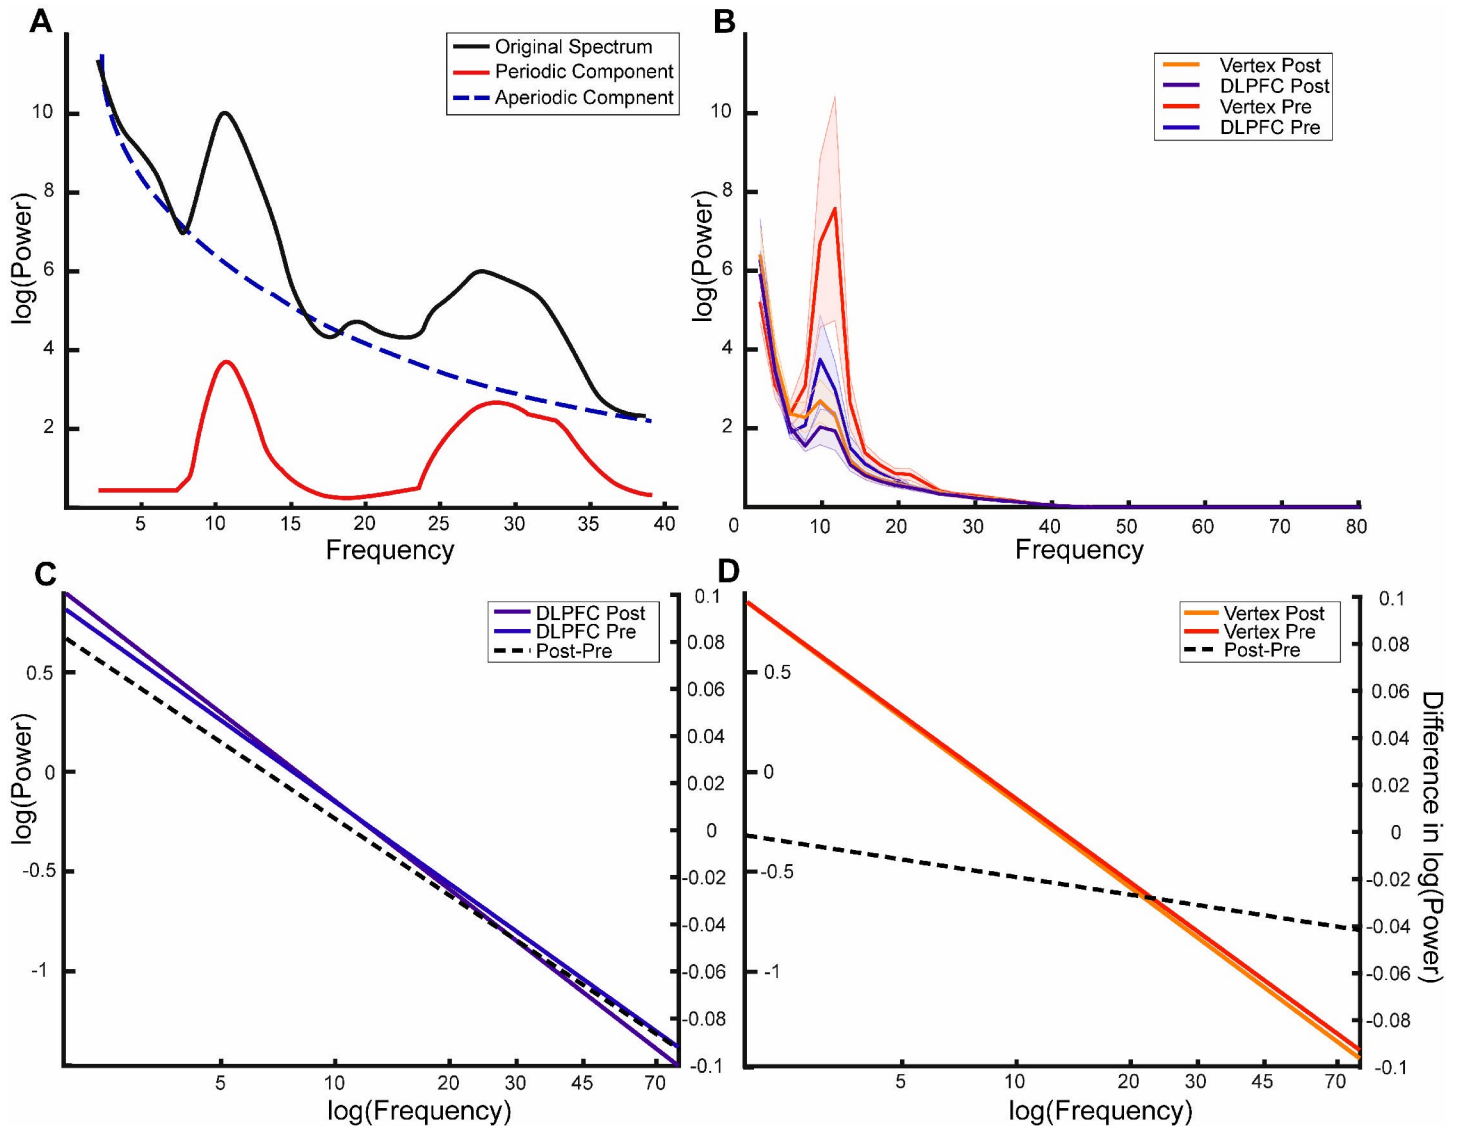 A
Original Spectrum
Periodic Component
Aperiodic Compnent
log(Power)
10
8
6
4
2
5 10 15 20 25 30 35 40
Frequency
B
Vertex Post
DLPFC Post
Vertex Pre
DLPFC Pre
log(Power)
10
8
6
4
2
0 10 20 30 40 50 60 70 80
Frequency
C
DLPFC Post
DLPFC Pre
Post-Pre
log(Power)
0.5
0
-0.5
-1
0.1
0.08
0.06
0.04
0.02
0
-0.02
-0.04
-0.06
-0.08
-0.1
5 10 20 30 45 70
log(Frequency)
D
Vertex Post
Vertex Pre
Post-Pre
0.5
0
-0.5
-1
0.1
0.08
0.06
0.04
0.02
0
-0.02
-0.04
-0.06
-0.08
-0.1
Difference in log(Power)
5 10 20 30 45 70
log(Frequency)